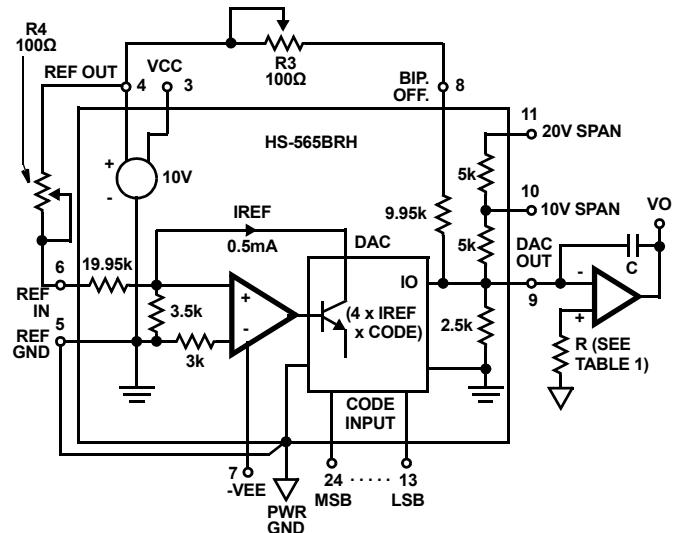 R4
100Ω
R3
100Ω
REF OUT
4
VCC
3
BIP.
OFF.
8
11
20V SPAN
HS-565BRH
+
-
10V
5k
10
10V SPAN
5k
9.95k
IREF
0.5mA
DAC
DAC
OUT
9
VO
C
6
REF
IN
19.95k
3.5k
3k
5
REF
GND
+
-
IO
(4 x IREF
x CODE)
2.5k
-
+
R (SEE
TABLE 1)
CODE
INPUT
7
-VEE
PWR
GND
24 . . . . . 13
MSB LSB